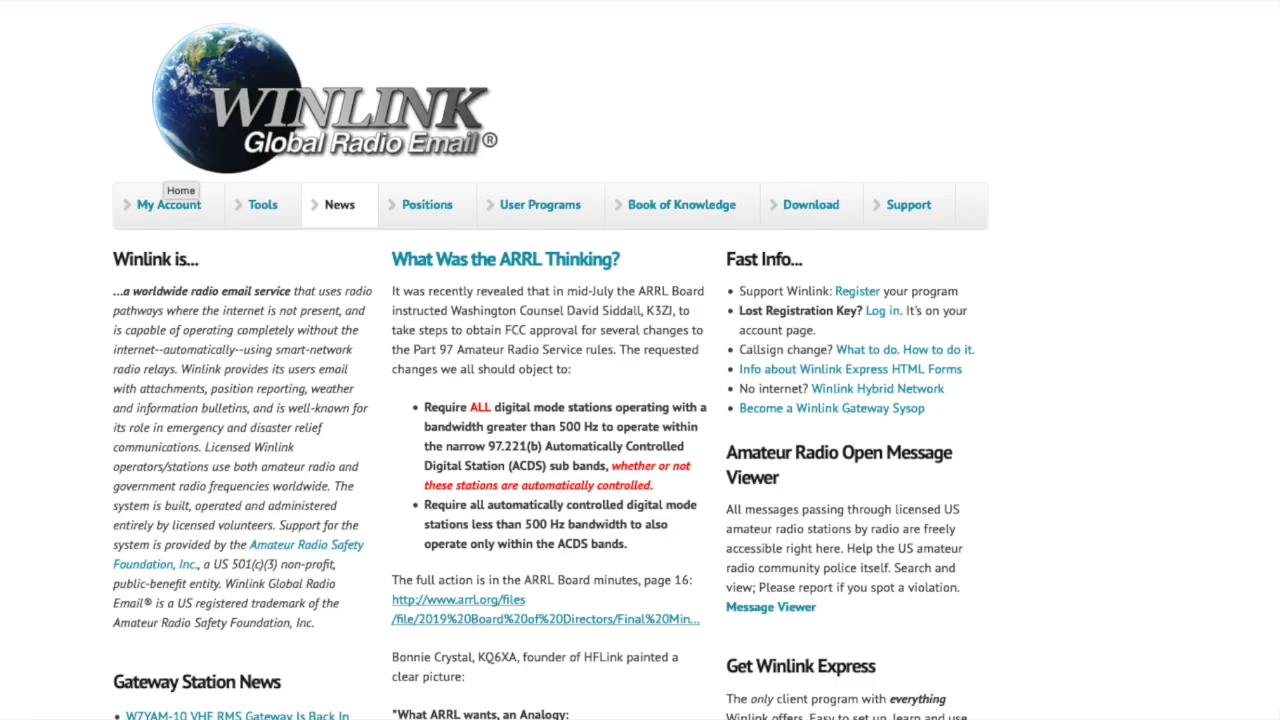 WINLINK
Global Radio Email®
Home
My Account
Tools
News
Positions
User Programs
Book of Knowledge
Download
Support
Winlink is...
...a worldwide radio email service that uses radio
pathways where the internet is not present, and
is capable of operating completely without the
internet--automatically--using smart-network
radio relays. Winlink provides its users email
with attachments, position reporting, weather
and information bulletins, and is well-known for
its role in emergency and disaster relief
communications. Licensed Winlink
operators/stations use both amateur radio and
government radio frequencies worldwide. The
system is built, operated and administered
entirely by licensed volunteers. Support for the
system is provided by the Amateur Radio Safety
Foundation, Inc., a US 501(c)(3) non-profit,
public-benefit entity. Winlink Global Radio
Email® is a US registered trademark of the
Amateur Radio Safety Foundation, Inc.
Gateway Station News
• W7YAM-10 VHF RMS Gateway Is Back In
What Was the ARRL Thinking?
It was recently revealed that in mid-July the ARRL Board
instructed Washington Counsel David Siddall, K3ZJ, to
take steps to obtain FCC approval for several changes to
the Part 97 Amateur Radio Service rules. The requested
changes we all should object to:
• Require ALL digital mode stations operating with a
bandwidth greater than 500 Hz to operate within
the narrow 97.221(b) Automatically Controlled
Digital Station (ACDS) sub bands, whether or not
these stations are automatically controlled.
• Require all automatically controlled digital mode
stations less than 500 Hz bandwidth to also
operate only within the ACDS bands.
The full action is in the ARRL Board minutes, page 16:
http://www.arrl.org/files
/file/2019%20Board%20of%20Directors/Final%20Min...
Bonnie Crystal, KQ6XA, founder of HFLink painted a
clear picture:
"What ARRL wants, an Analogy:
Fast Info...
• Support Winlink: Register your program
• Lost Registration Key? Log in. It's on your
account page.
• Callsign change? What to do. How to do it.
• Info about Winlink Express HTML Forms
• No internet? Winlink Hybrid Network
• Become a Winlink Gateway Sysop
Amateur Radio Open Message
Viewer
All messages passing through licensed US
amateur radio stations by radio are freely
accessible right here. Help the US amateur
radio community police itself. Search and
view; Please report if you spot a violation.
Message Viewer
Get Winlink Express
The only client program with everything
Winlink offers. Easy to set up, learn and use